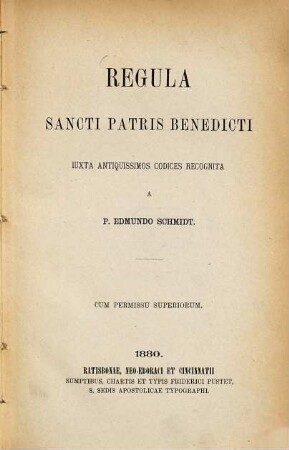 REGULA
SANCTI PATRIS BENEDICTI
IUXTA ANTIQUISSIMOS CODICES RECOGNITA
A
P. EDMUNDO SCHMIDT.
CUM PERMISSU SUPERIORUM.
1880.
RATISBONAE, NEO-EBORACI ET CINCINNATII
SUMPTIBUS, CHARTIS ET TYPIS FRIDERICI PUSTET,
S. SEDIS APOSTOLICAE TYPOGRAPHI.